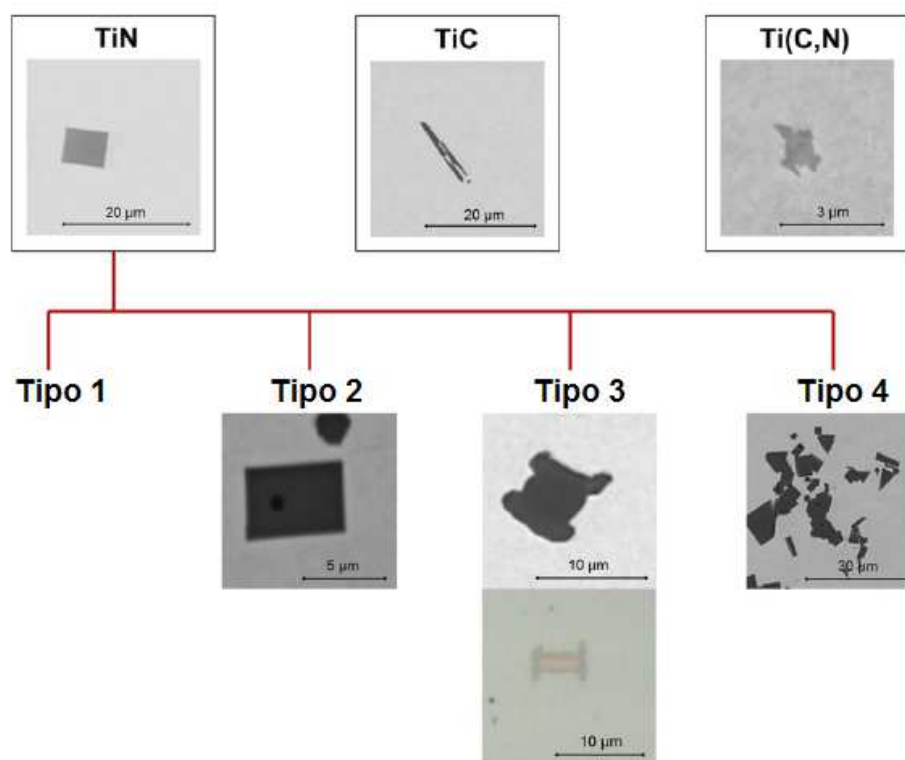 TiN
TiC
Ti(C,N)
20 µm
20 µm
3 µm
Tipo 1
Tipo 2
Tipo 3
Tipo 4
5 µm
10 µm
30 µm
10 µm